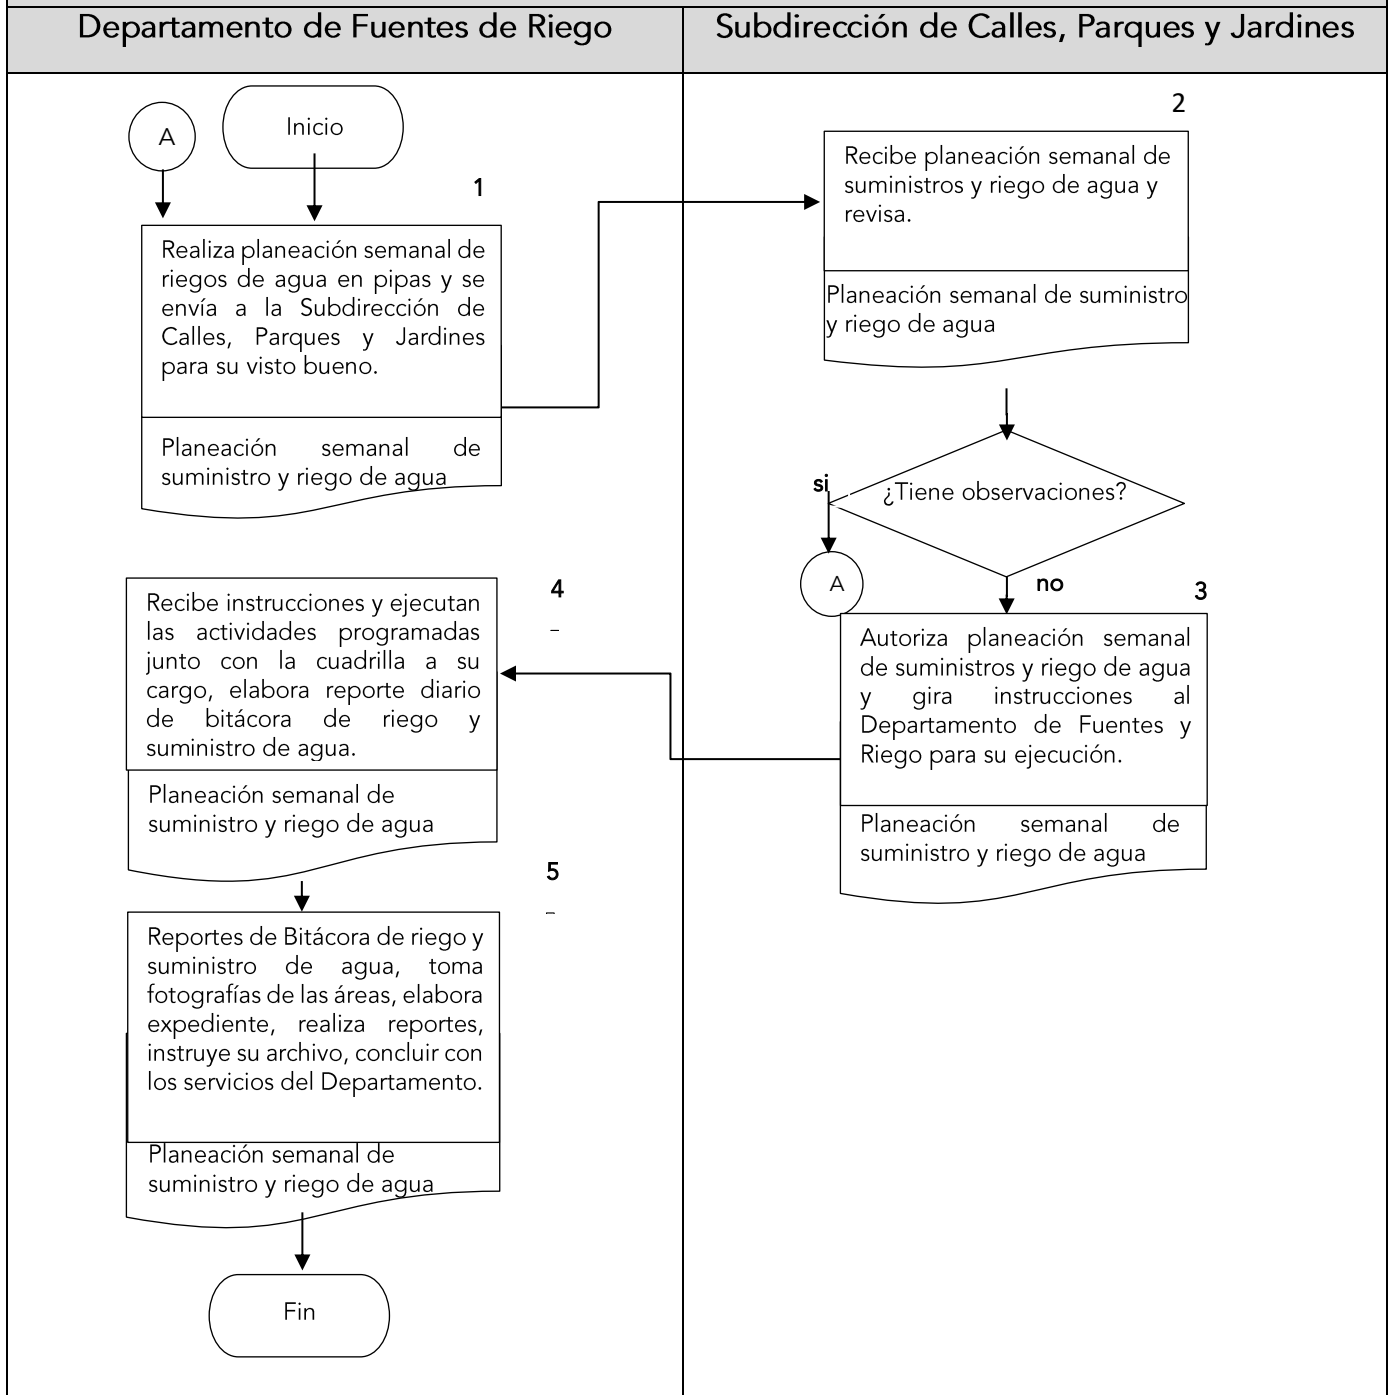 Departamento de Fuentes de Riego
Subdirección de Calles, Parques y Jardines
A
Inicio
1
Realiza planeación semanal de
riegos de agua en pipas y se
envía a la Subdirección de
Calles, Parques y Jardines
para su visto bueno.
Planeación semanal de
suministro y riego de agua
2
Recibe planeación semanal de
suministros y riego de agua y
revisa.
Planeación semanal de suministro
y riego de agua
si
¿Tiene observaciones?
A
no
3
Autoriza planeación semanal
de suministros y riego de agua
y gira instrucciones al
Departamento de Fuentes y
Riego para su ejecución.
Planeación semanal de
suministro y riego de agua
4
Recibe instrucciones y ejecutan
las actividades programadas
junto con la cuadrilla a su
cargo, elabora reporte diario
de bitácora de riego y
suministro de agua.
Planeación semanal de
suministro y riego de agua
5
Reportes de Bitácora de riego y
suministro de agua, toma
fotografías de las áreas, elabora
expediente, realiza reportes,
instruye su archivo, concluir con
los servicios del Departamento.
Planeación semanal de
suministro y riego de agua
Fin